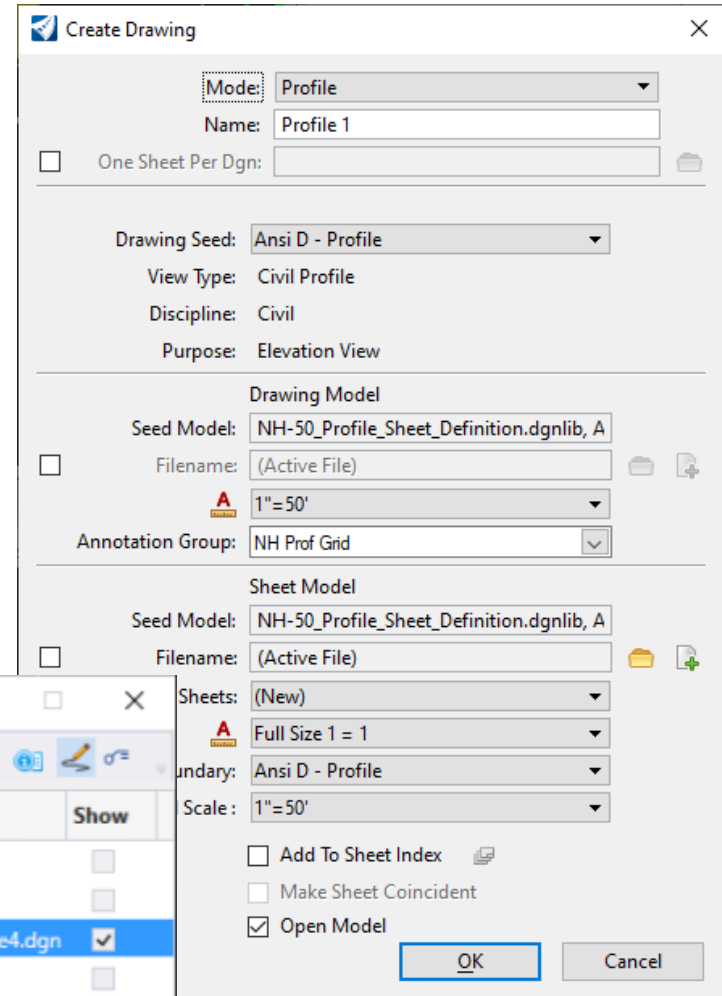 Create Drawing
Mode: Profile
Name: Profile 1
One Sheet Per Dgn:
Drawing Seed: Ansi D - Profile
View Type: Civil Profile
Discipline: Civil
Purpose: Elevation View
Drawing Model
Seed Model: NH-50_Profile_Sheet_Definition.dgnlib, A
Filename: (Active File)
A 1"=50'
Annotation Group: NH Prof Grid
Sheet Model
Seed Model: NH-50_Profile_Sheet_Definition.dgnlib, A
Filename: (Active File)
Sheets: (New)
A Full Size 1 = 1
undary: Ansi D - Profile
Scale : 1"=50'
Show
Add To Sheet Index
Make Sheet Coincident
e4.dgn
Open Model
OK Cancel